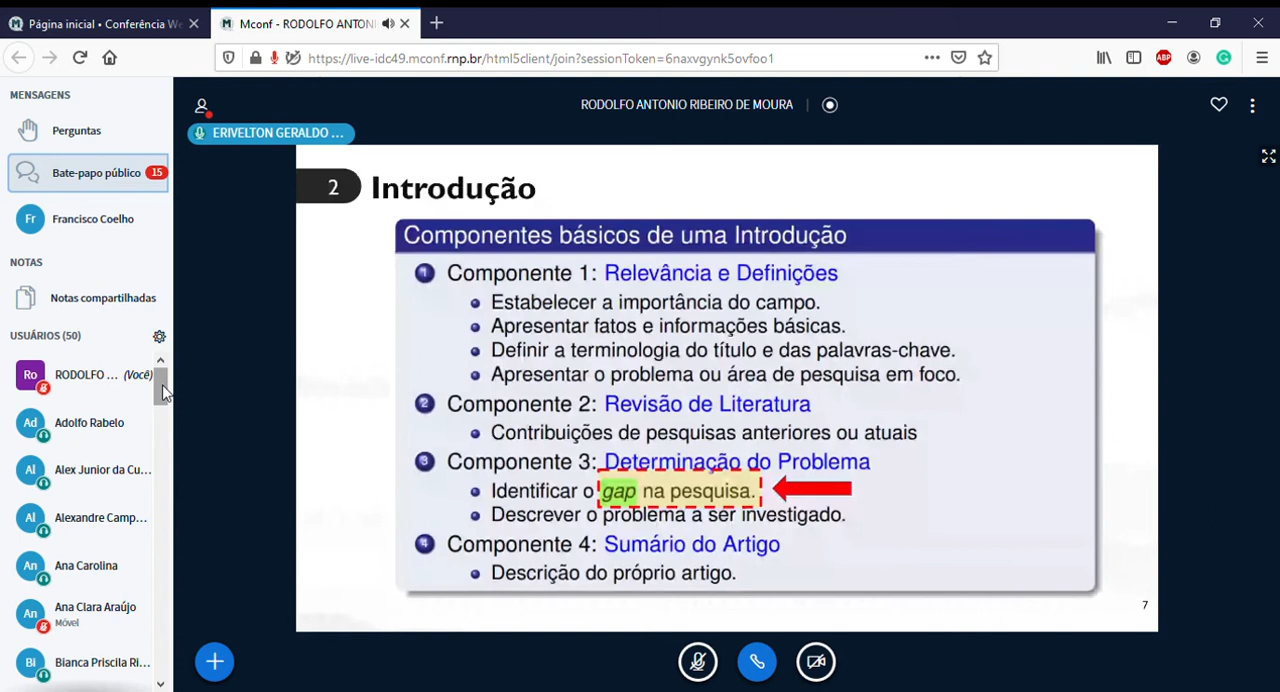 Página inicial • Conferência We
Mconf - RODOLFO ANTONI
https://live-idc49.mconf.rnp.br/html5client/join?sessionToken=6naxvgynk5ovfoo1
ABP
MENSAGENS
Perguntas
Bate-papo público 15
Fr Francisco Coelho
NOTAS
Notas compartilhadas
USUÁRIOS (50)
Ro RODOLFO ... (Você)
Ad Adolfo Rabelo
Al Alex Junior da Cu...
Al Alexandre Camp...
An Ana Carolina
An Ana Clara Araújo
Móvel
Bi Bianca Priscila Ri...
RODOLFO ANTONIO RIBEIRO DE MOURA
ERIVELTON GERALDO ...
2 Introdução
Componentes básicos de uma Introdução
1 Componente 1: Relevância e Definições
Estabelecer a importância do campo.
Apresentar fatos e informações básicas.
Definir a terminologia do título e das palavras-chave.
Apresentar o problema ou área de pesquisa em foco.
2 Componente 2: Revisão de Literatura
Contribuições de pesquisas anteriores ou atuais
3 Componente 3: Determinação do Problema
Identificar o gap na pesquisa.
Descrever o problema a ser investigado.
4 Componente 4: Sumário do Artigo
Descrição do próprio artigo.
7